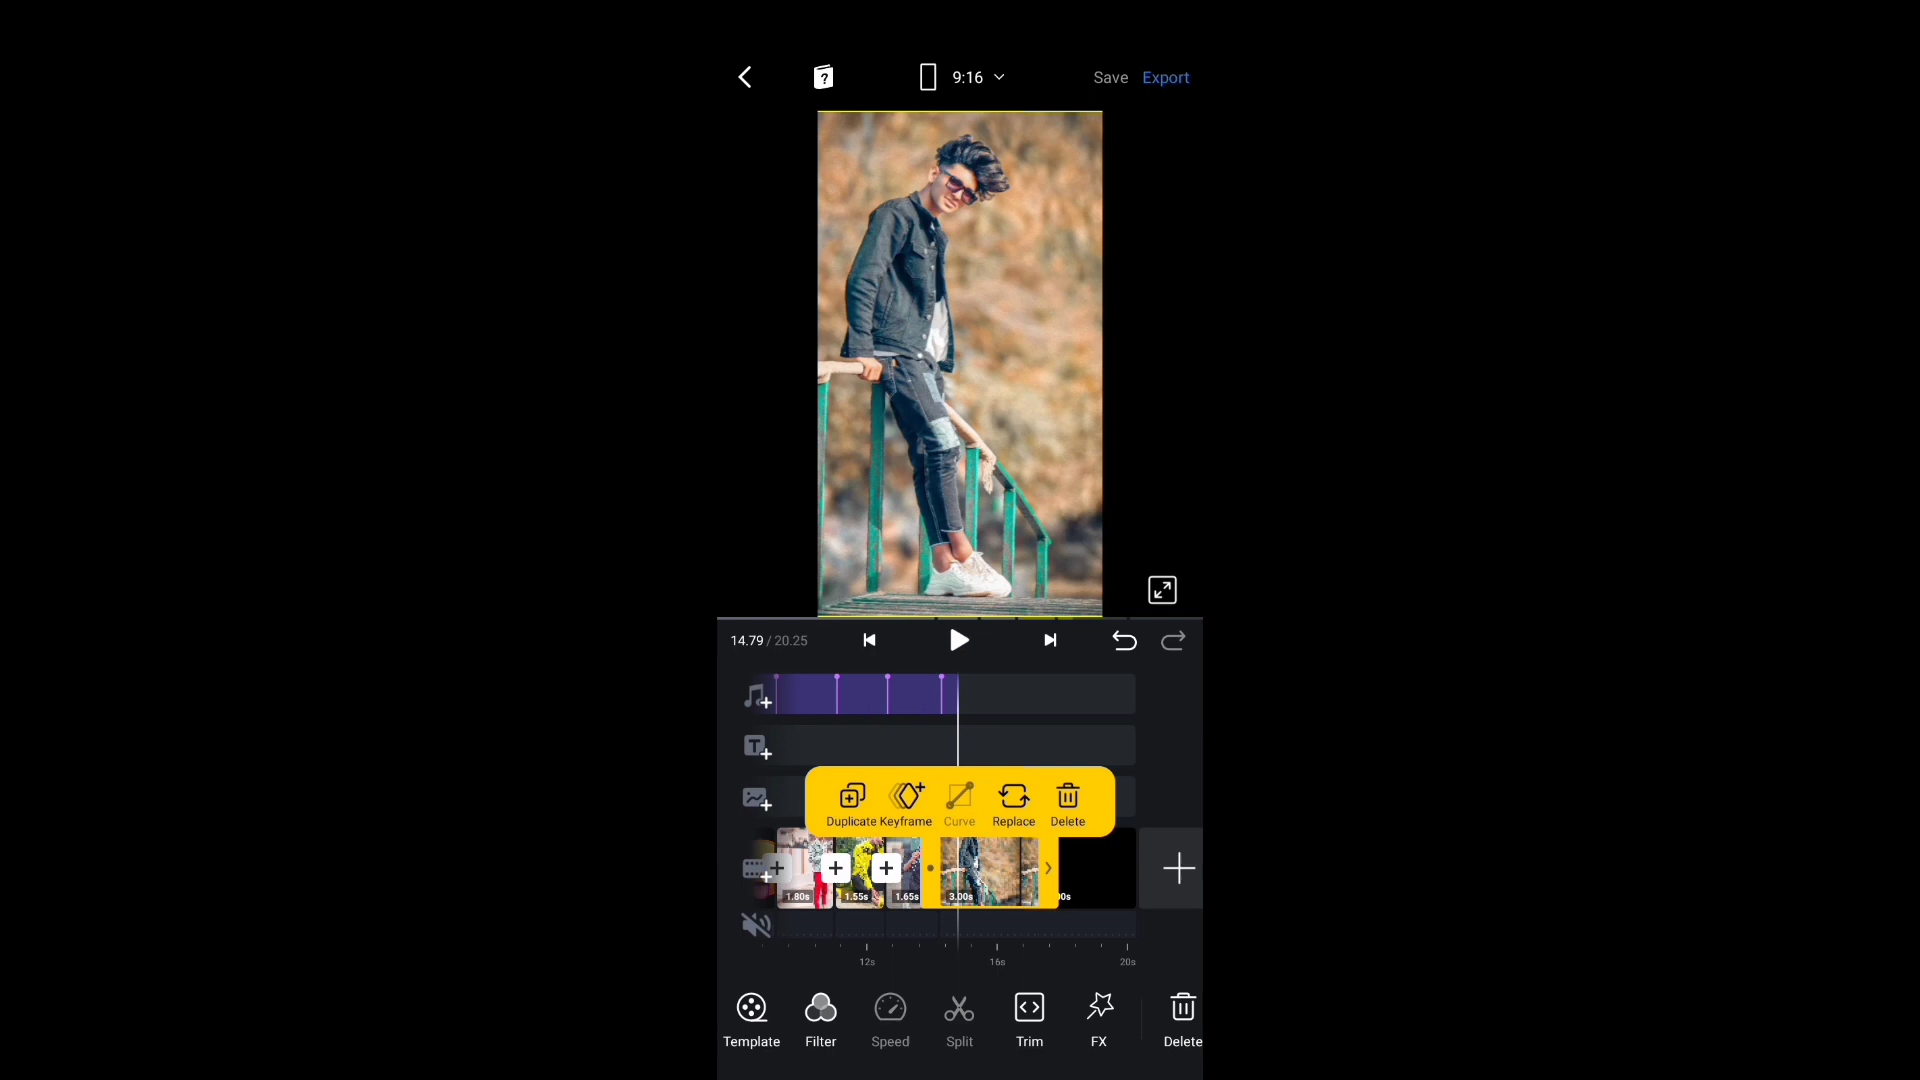 9:16
Save
Export
14.79 / 20.25
Duplicate Keyframe Curve Replace Delete
1.80s 1.55s 1.65s 3.00s
12s 16s 20s
Template Filter Speed Split Trim FX Delete